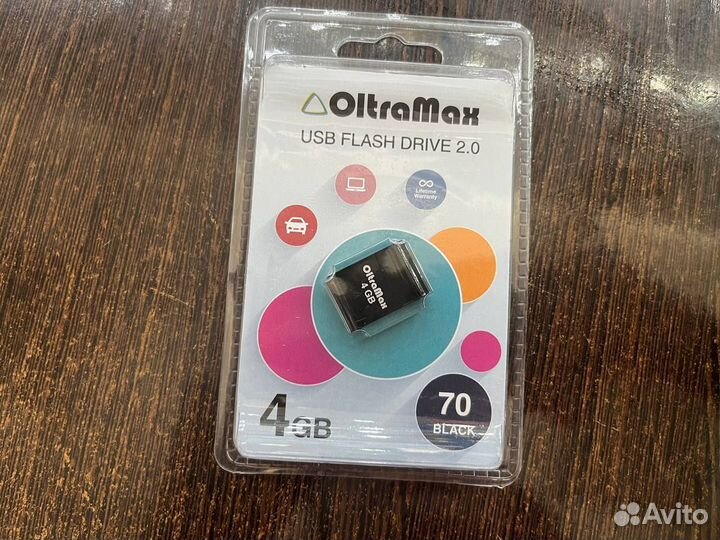 OltraMax
USB FLASH DRIVE 2.0
Lifetime
Warranty
OltraMax
4 GB
4GB
70
BLACK
Avito